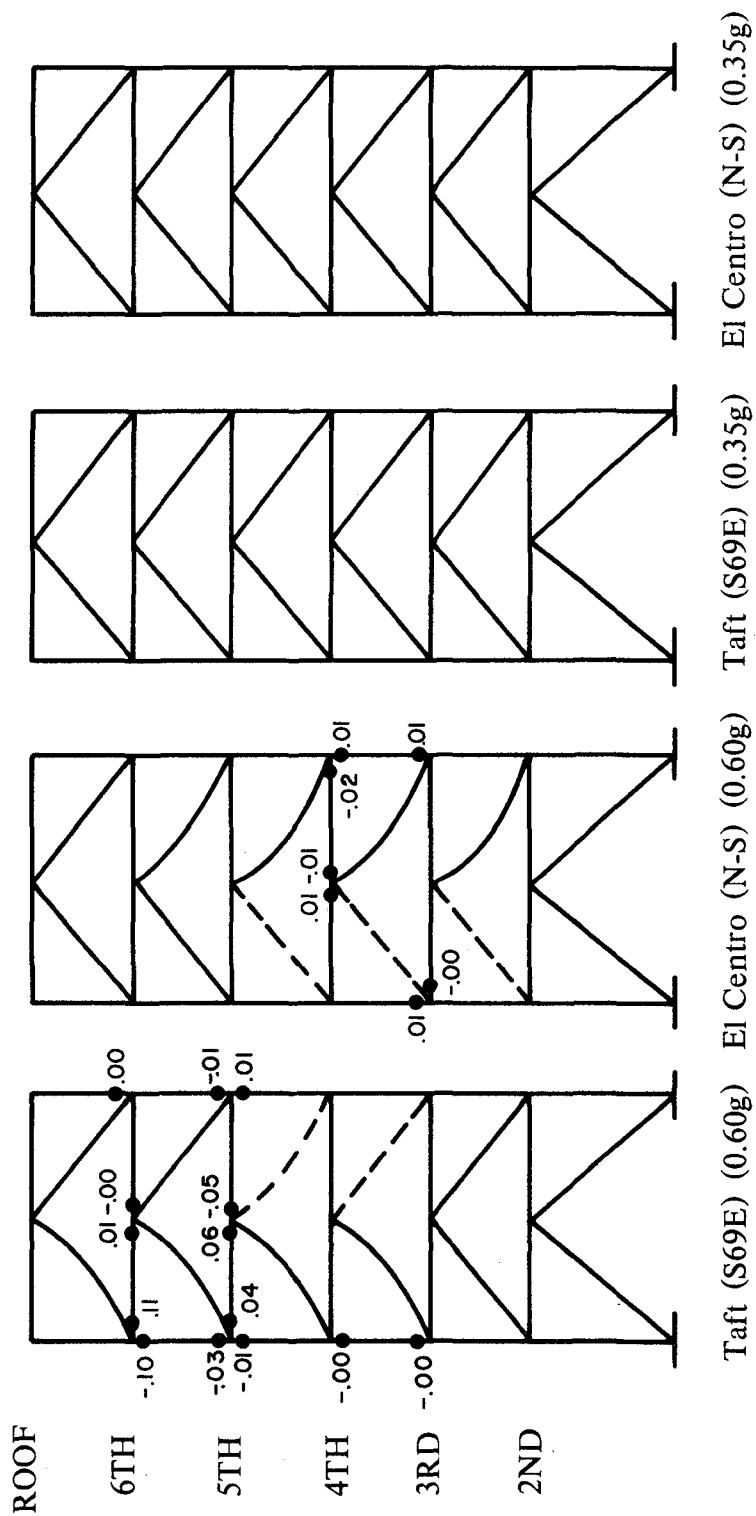 ROOF
6TH
5TH
4TH
3RD
2ND
.00
.01 -.00
.11
-.10
-.01
.01
.06 -.05
.04
-.03
-.01
-.00
-.00
.01
-.02
.01 -.01
.01
-.00
.01
Taft (S69E) (0.60g)
El Centro (N-S) (0.60g)
Taft (S69E) (0.35g)
El Centro (N-S) (0.35g)